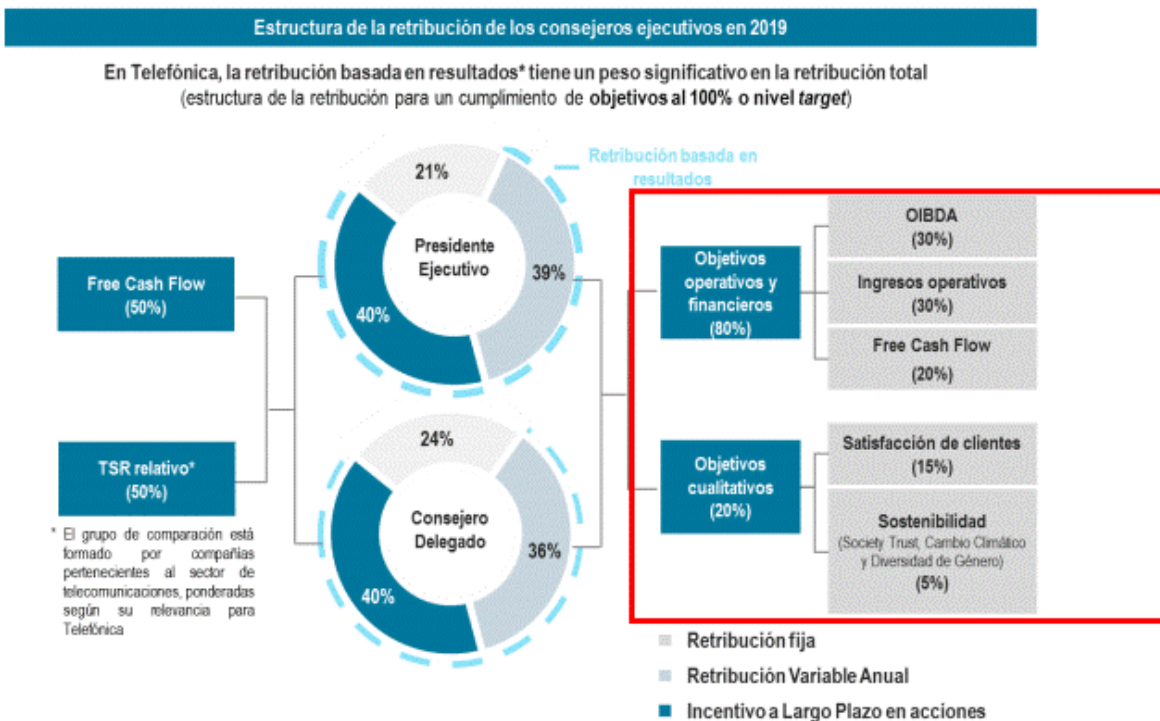 Estructura de la retribución de los consejeros ejecutivos en 2019
En Telefónica, la retribución basada en resultados* tiene un peso significativo en la retribución total
(estructura de la retribución para un cumplimiento de objetivos al 100% o nivel target)
Retribución basada en
resultados
21%
39%
40%
Presidente
Ejecutivo
Free Cash Flow
(50%)
TSR relativo*
(50%)
* El grupo de comparación está
formado por compañías
pertenecientes al sector de
telecomunicaciones, ponderadas
según su relevancia para
Telefónica
24%
36%
40%
Consejero
Delegado
Objetivos
operativos y
financieros
(80%)
OIBDA
(30%)
Ingresos operativos
(30%)
Free Cash Flow
(20%)
Objetivos
cualitativos
(20%)
Satisfacción de clientes
(15%)
Sostenibilidad
(Society Trust, Cambio Climático
y Diversidad de Género)
(5%)
Retribución fija
Retribución Variable Anual
Incentivo a Largo Plazo en acciones